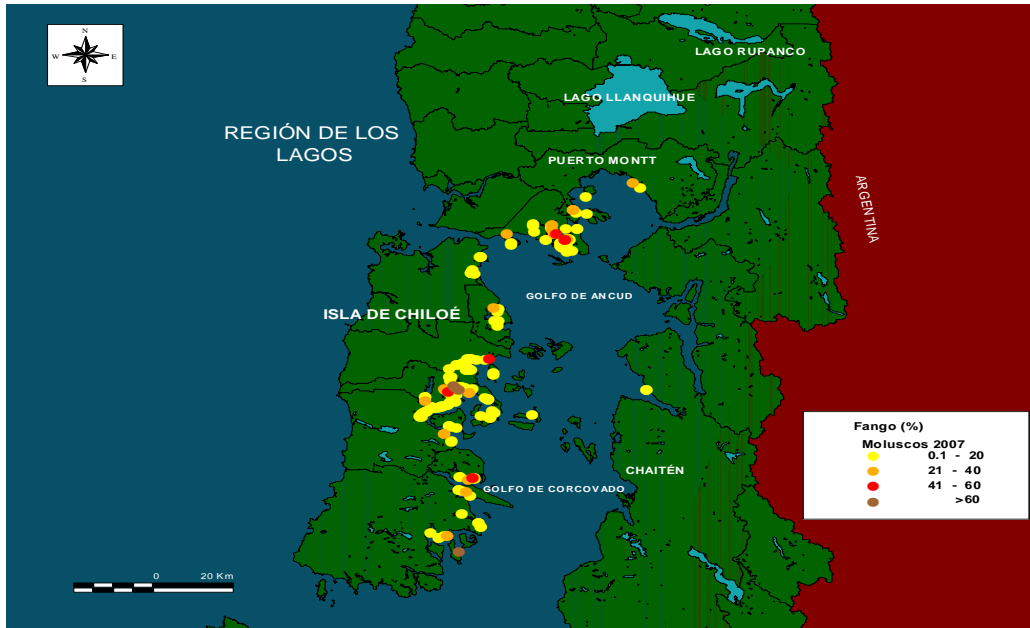 N
W E
S
LAGO RUPANCO
LAGO LLANQUIHUE
REGIÓN DE LOS
LAGOS
PUERTO MONTT
ARGENTINA
GOLFO DE ANCUD
ISLA DE CHILOÉ
Fango (%)
Moluscos 2007
0.1 - 20
21 - 40
41 - 60
>60
CHAITÉN
GOLFO DE CORCOVADO
0 20 Km